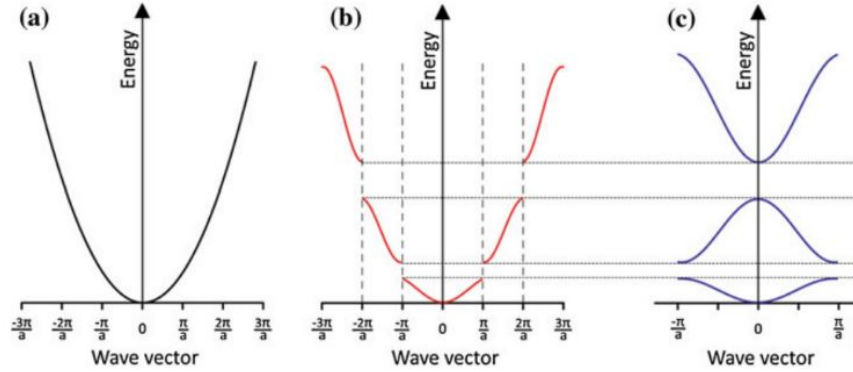 (a)
Energy
-3π/a -2π/a -π/a 0 π/a 2π/a 3π/a
Wave vector
(b)
Energy
-3π/a -2π/a -π/a 0 π/a 2π/a 3π/a
Wave vector
(c)
Energy
-π/a 0 π/a
Wave vector